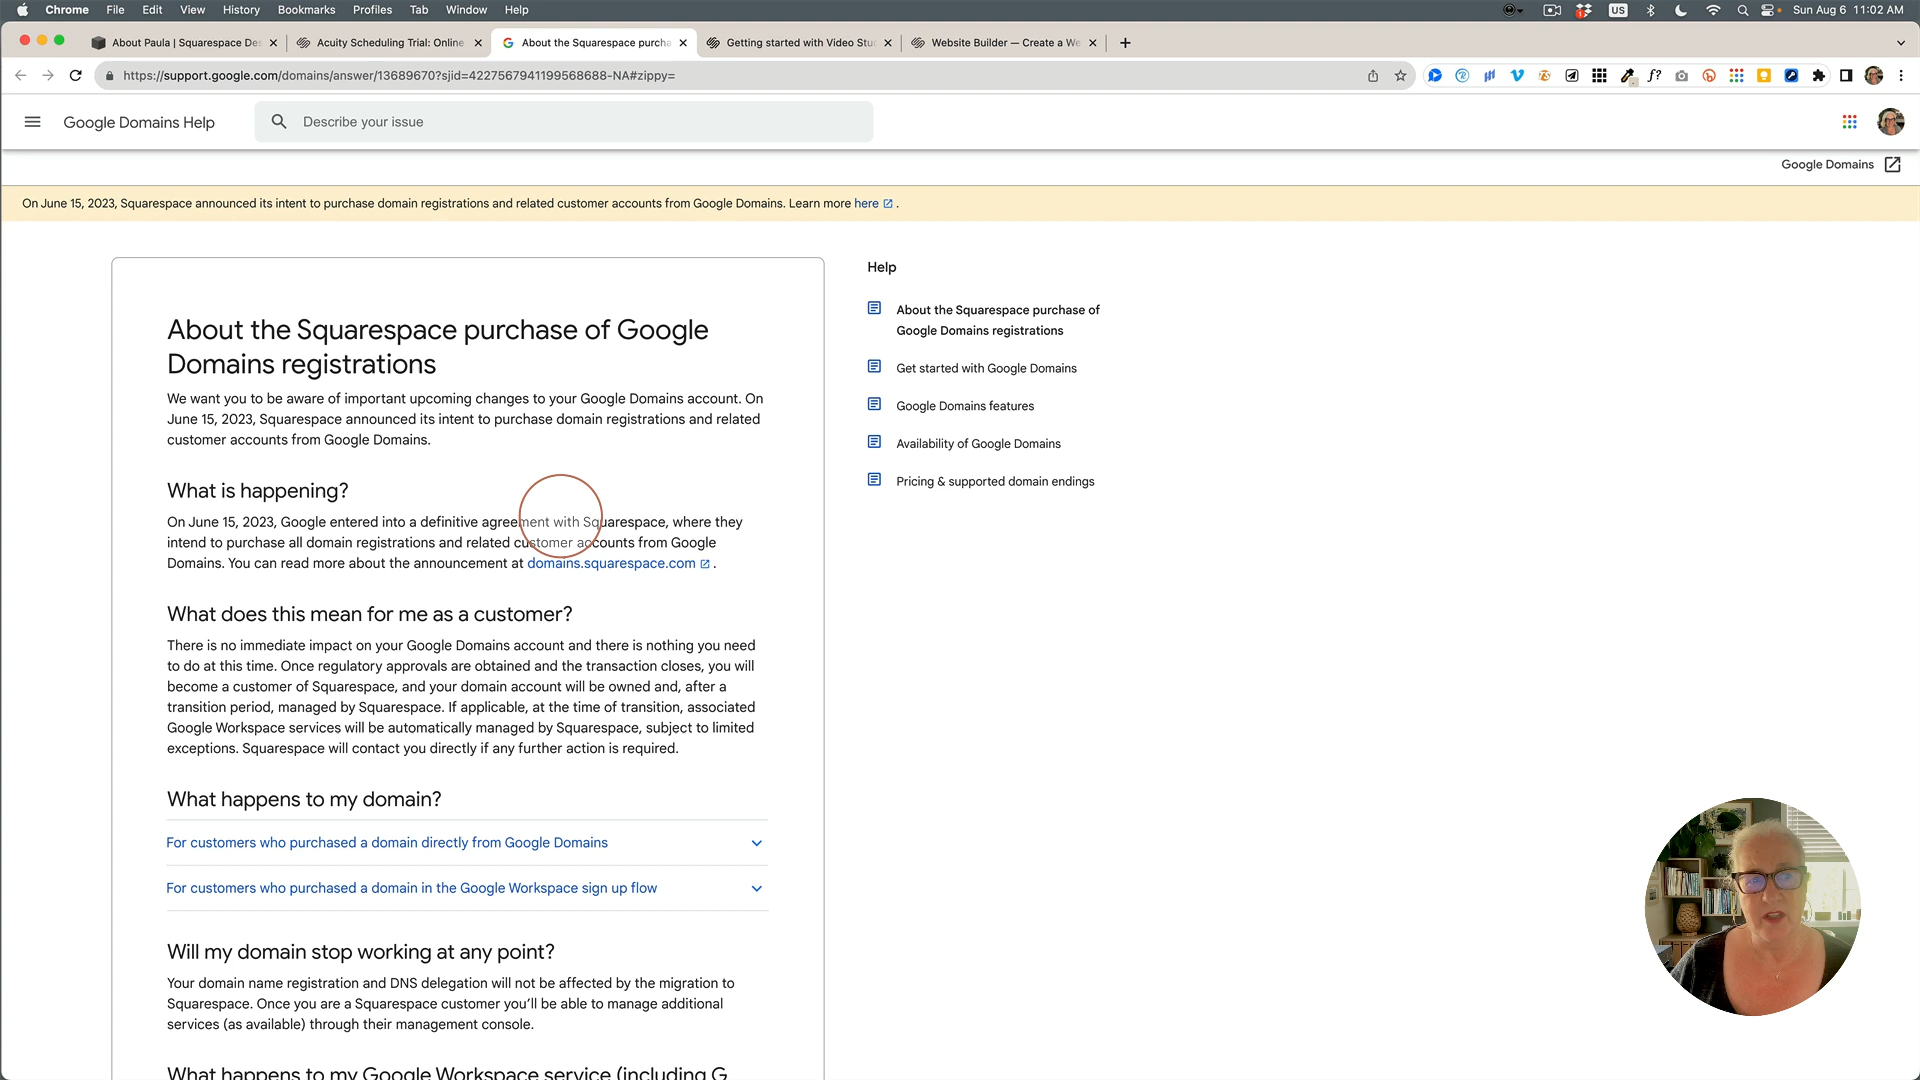 Chrome File Edit View History Bookmarks Profiles Tab Window Help
US
Sun Aug 6 11:02 AM
About Paula | Squarespace De
Acuity Scheduling Trial: Online
About the Squarespace purcha
Getting started with Video Stu
Website Builder — Create a We
https://support.google.com/domains/answer/13689670?sjid=4227567941199568688-NA#zippy=
Google Domains Help
Describe your issue
Google Domains
On June 15, 2023, Squarespace announced its intent to purchase domain registrations and related customer accounts from Google Domains. Learn more here .
About the Squarespace purchase of Google
Domains registrations
We want you to be aware of important upcoming changes to your Google Domains account. On
June 15, 2023, Squarespace announced its intent to purchase domain registrations and related
customer accounts from Google Domains.
What is happening?
On June 15, 2023, Google entered into a definitive agreement with Squarespace, where they
intend to purchase all domain registrations and related customer accounts from Google
Domains. You can read more about the announcement at domains.squarespace.com .
What does this mean for me as a customer?
There is no immediate impact on your Google Domains account and there is nothing you need
to do at this time. Once regulatory approvals are obtained and the transaction closes, you will
become a customer of Squarespace, and your domain account will be owned and, after a
transition period, managed by Squarespace. If applicable, at the time of transition, associated
Google Workspace services will be automatically managed by Squarespace, subject to limited
exceptions. Squarespace will contact you directly if any further action is required.
What happens to my domain?
For customers who purchased a domain directly from Google Domains
For customers who purchased a domain in the Google Workspace sign up flow
Will my domain stop working at any point?
Your domain name registration and DNS delegation will not be affected by the migration to
Squarespace. Once you are a Squarespace customer you’ll be able to manage additional
services (as available) through their management console.
What happens to my Google Workspace service (including G
Help
About the Squarespace purchase of
Google Domains registrations
Get started with Google Domains
Google Domains features
Availability of Google Domains
Pricing & supported domain endings